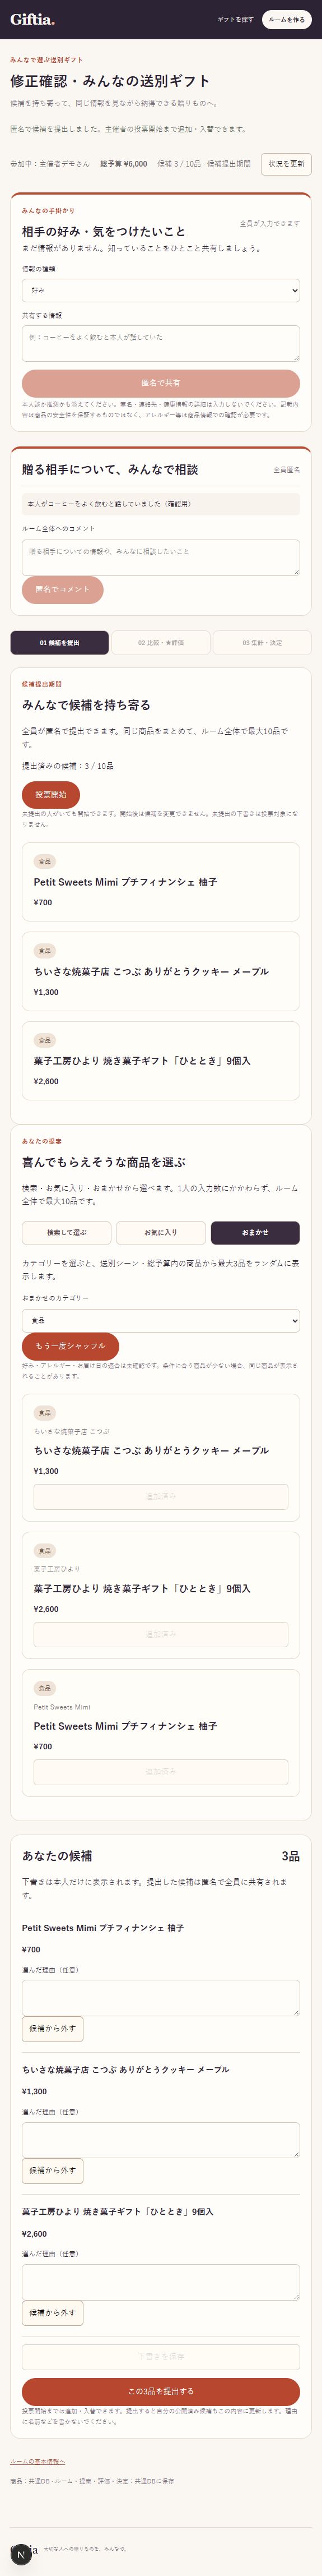 Giftia.
ギフトを探す
ルームを作る
みんなで選ぶ送別ギフト
修正確認・みんなの送別ギフト
候補を持ち寄って、同じ情報を見ながら納得できる贈りものへ。
匿名で候補を提出しました。主催者の投票開始まで追加・入替できます。
参加中：主催者デモさん 総予算 ¥6,000 候補 3 / 10品・候補提出期間 状況を更新
みんなの手掛かり
相手の好み・気をつけたいこと
全員が入力できます
まだ情報がありません。知っていることをひとこと共有しましょう。
情報の種類
好み
共有する情報
例：コーヒーをよく飲むと本人が話していた
匿名で共有
本人談か推測かも添えてください。実名・連絡先・健康情報の詳細は入力しないでください。記載内
容は商品の安全性を保証するものではなく、アレルギー等は商品情報での確認が必要です。
贈る相手について、みんなで相談
全員匿名
本人がコーヒーをよく飲むと話していました（確認用）
ルーム全体へのコメント
贈る相手についての情報や、みんなに相談したいこと
匿名でコメント
01 候補を提出
02 比較・★評価
03 集計・決定
候補提出期間
みんなで候補を持ち寄る
全員が匿名で提出できます。同じ商品をまとめて、ルーム全体で最大10品で
す。
提出済みの候補：3 / 10品
投票開始
未提出の人がいても開始できます。開始後は候補を変更できません。未提出の下書きは投票対象にな
りません。
食品
Petit Sweets Mimi プチフィナンシェ 柚子
¥700
食品
ちいさな焼菓子店 こつぶ ありがとうクッキー メープル
¥1,300
食品
菓子工房ひより 焼き菓子ギフト「ひととき」9個入
¥2,600
あなたの提案
喜んでもらえそうな商品を選ぶ
検索・お気に入り・おまかせから選べます。1人の入力数にかかわらず、ルーム
全体で最大10品です。
検索して選ぶ
お気に入り
おまかせ
カテゴリーを選ぶと、送別シーン・総予算内の商品から最大3品をランダムに表
示します。
おまかせのカテゴリー
食品
もう一度シャッフル
好み・アレルギー・お届け日の適合は未確認です。条件に合う商品が少ない場合、同じ商品が表示さ
れることがあります。
食品
ちいさな焼菓子店 こつぶ
ちいさな焼菓子店 こつぶ ありがとうクッキー メープル
¥1,300
追加済み
食品
菓子工房ひより
菓子工房ひより 焼き菓子ギフト「ひととき」9個入
¥2,600
追加済み
食品
Petit Sweets Mimi
Petit Sweets Mimi プチフィナンシェ 柚子
¥700
追加済み
あなたの候補
3品
下書きは本人だけに表示されます。提出した候補は匿名で全員に共有されま
す。
Petit Sweets Mimi プチフィナンシェ 柚子
¥700
選んだ理由（任意）
候補から外す
ちいさな焼菓子店 こつぶ ありがとうクッキー メープル
¥1,300
選んだ理由（任意）
候補から外す
菓子工房ひより 焼き菓子ギフト「ひととき」9個入
¥2,600
選んだ理由（任意）
候補から外す
下書きを保存
この3品を提出する
投票開始までは追加・入替できます。提出すると自分の公開済み候補もこの内容に更新します。理由
に名前などを書かないでください。
ルームの基本情報へ
商品：共通DB・ルーム・提案・評価・決定：共通DBに保存
N
大切な人への贈りものを、みんなで。